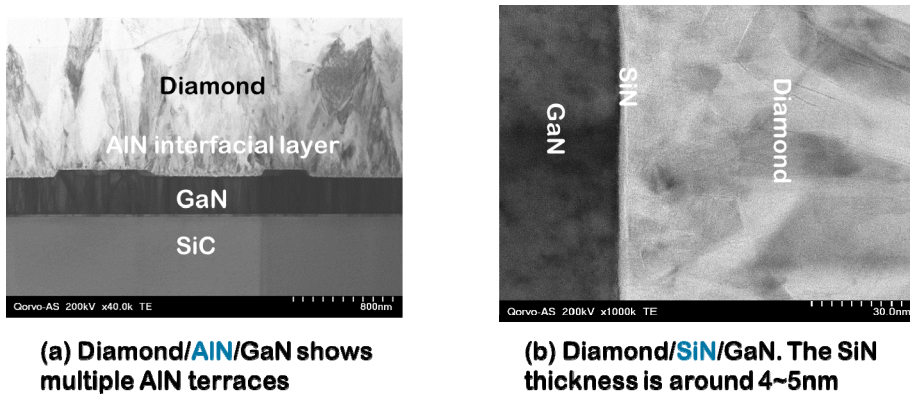 Diamond
AlN interfacial layer
GaN
SiC
Qorvo-AS 200kV x40.0k TE
800nm
(a) Diamond/AlN/GaN shows
multiple AlN terraces
GaN
SiN
Diamond
Qorvo-AS 200kV x1000k TE
30.0nm
(b) Diamond/SiN/GaN. The SiN
thickness is around 4~5nm